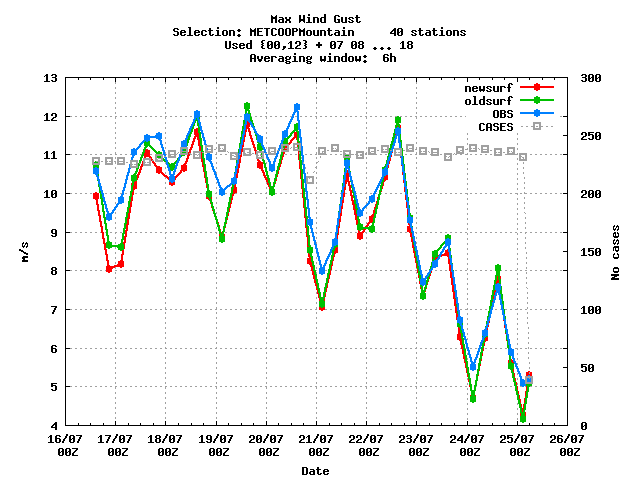 Max Wind Gust
Selection: METCOOPMountain 40 stations
Used {00,12} + 07 08 ... 18
Averaging window: 6h
newsurf
oldsurf
OBS
CASES
13
12
11
10
9
8
7
6
5
4
m/s
300
250
200
150
100
50
0
No cases
16/07 17/07 18/07 19/07 20/07 21/07 22/07 23/07 24/07 25/07 26/07
00Z 00Z 00Z 00Z 00Z 00Z 00Z 00Z 00Z 00Z 00Z
Date